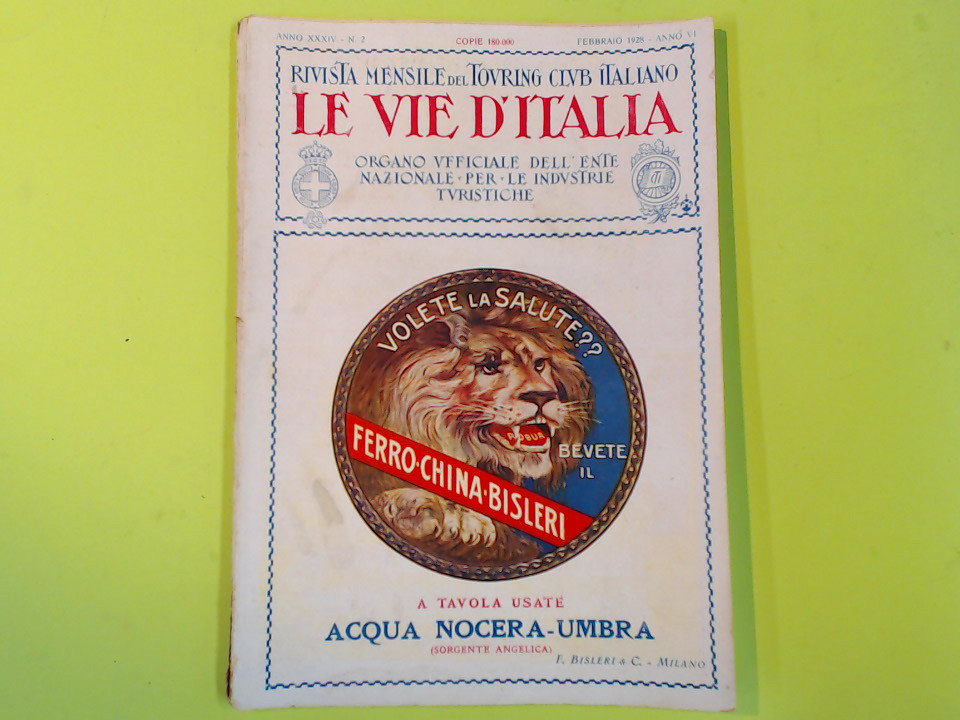 ANNO XXXIV - N. 2
COPIE 180.000
FEBBRAIO 1928 - ANNO VI
RIVISTA MENSILE DEL TOVRING CLVB ITALIANO
LE VIE D'ITALIA
ORGANO VFFICIALE DELL'ENTE
NAZIONALE · PER · LE INDVSTRIE
TVRISTICHE
VOLETE LA SALUTE??
ROBUR
BEVETE
IL
FERRO·CHINA·BISLERI
A TAVOLA USATE
ACQUA NOCERA-UMBRA
(SORGENTE ANGELICA)
F. BISLERI & C. - MILANO